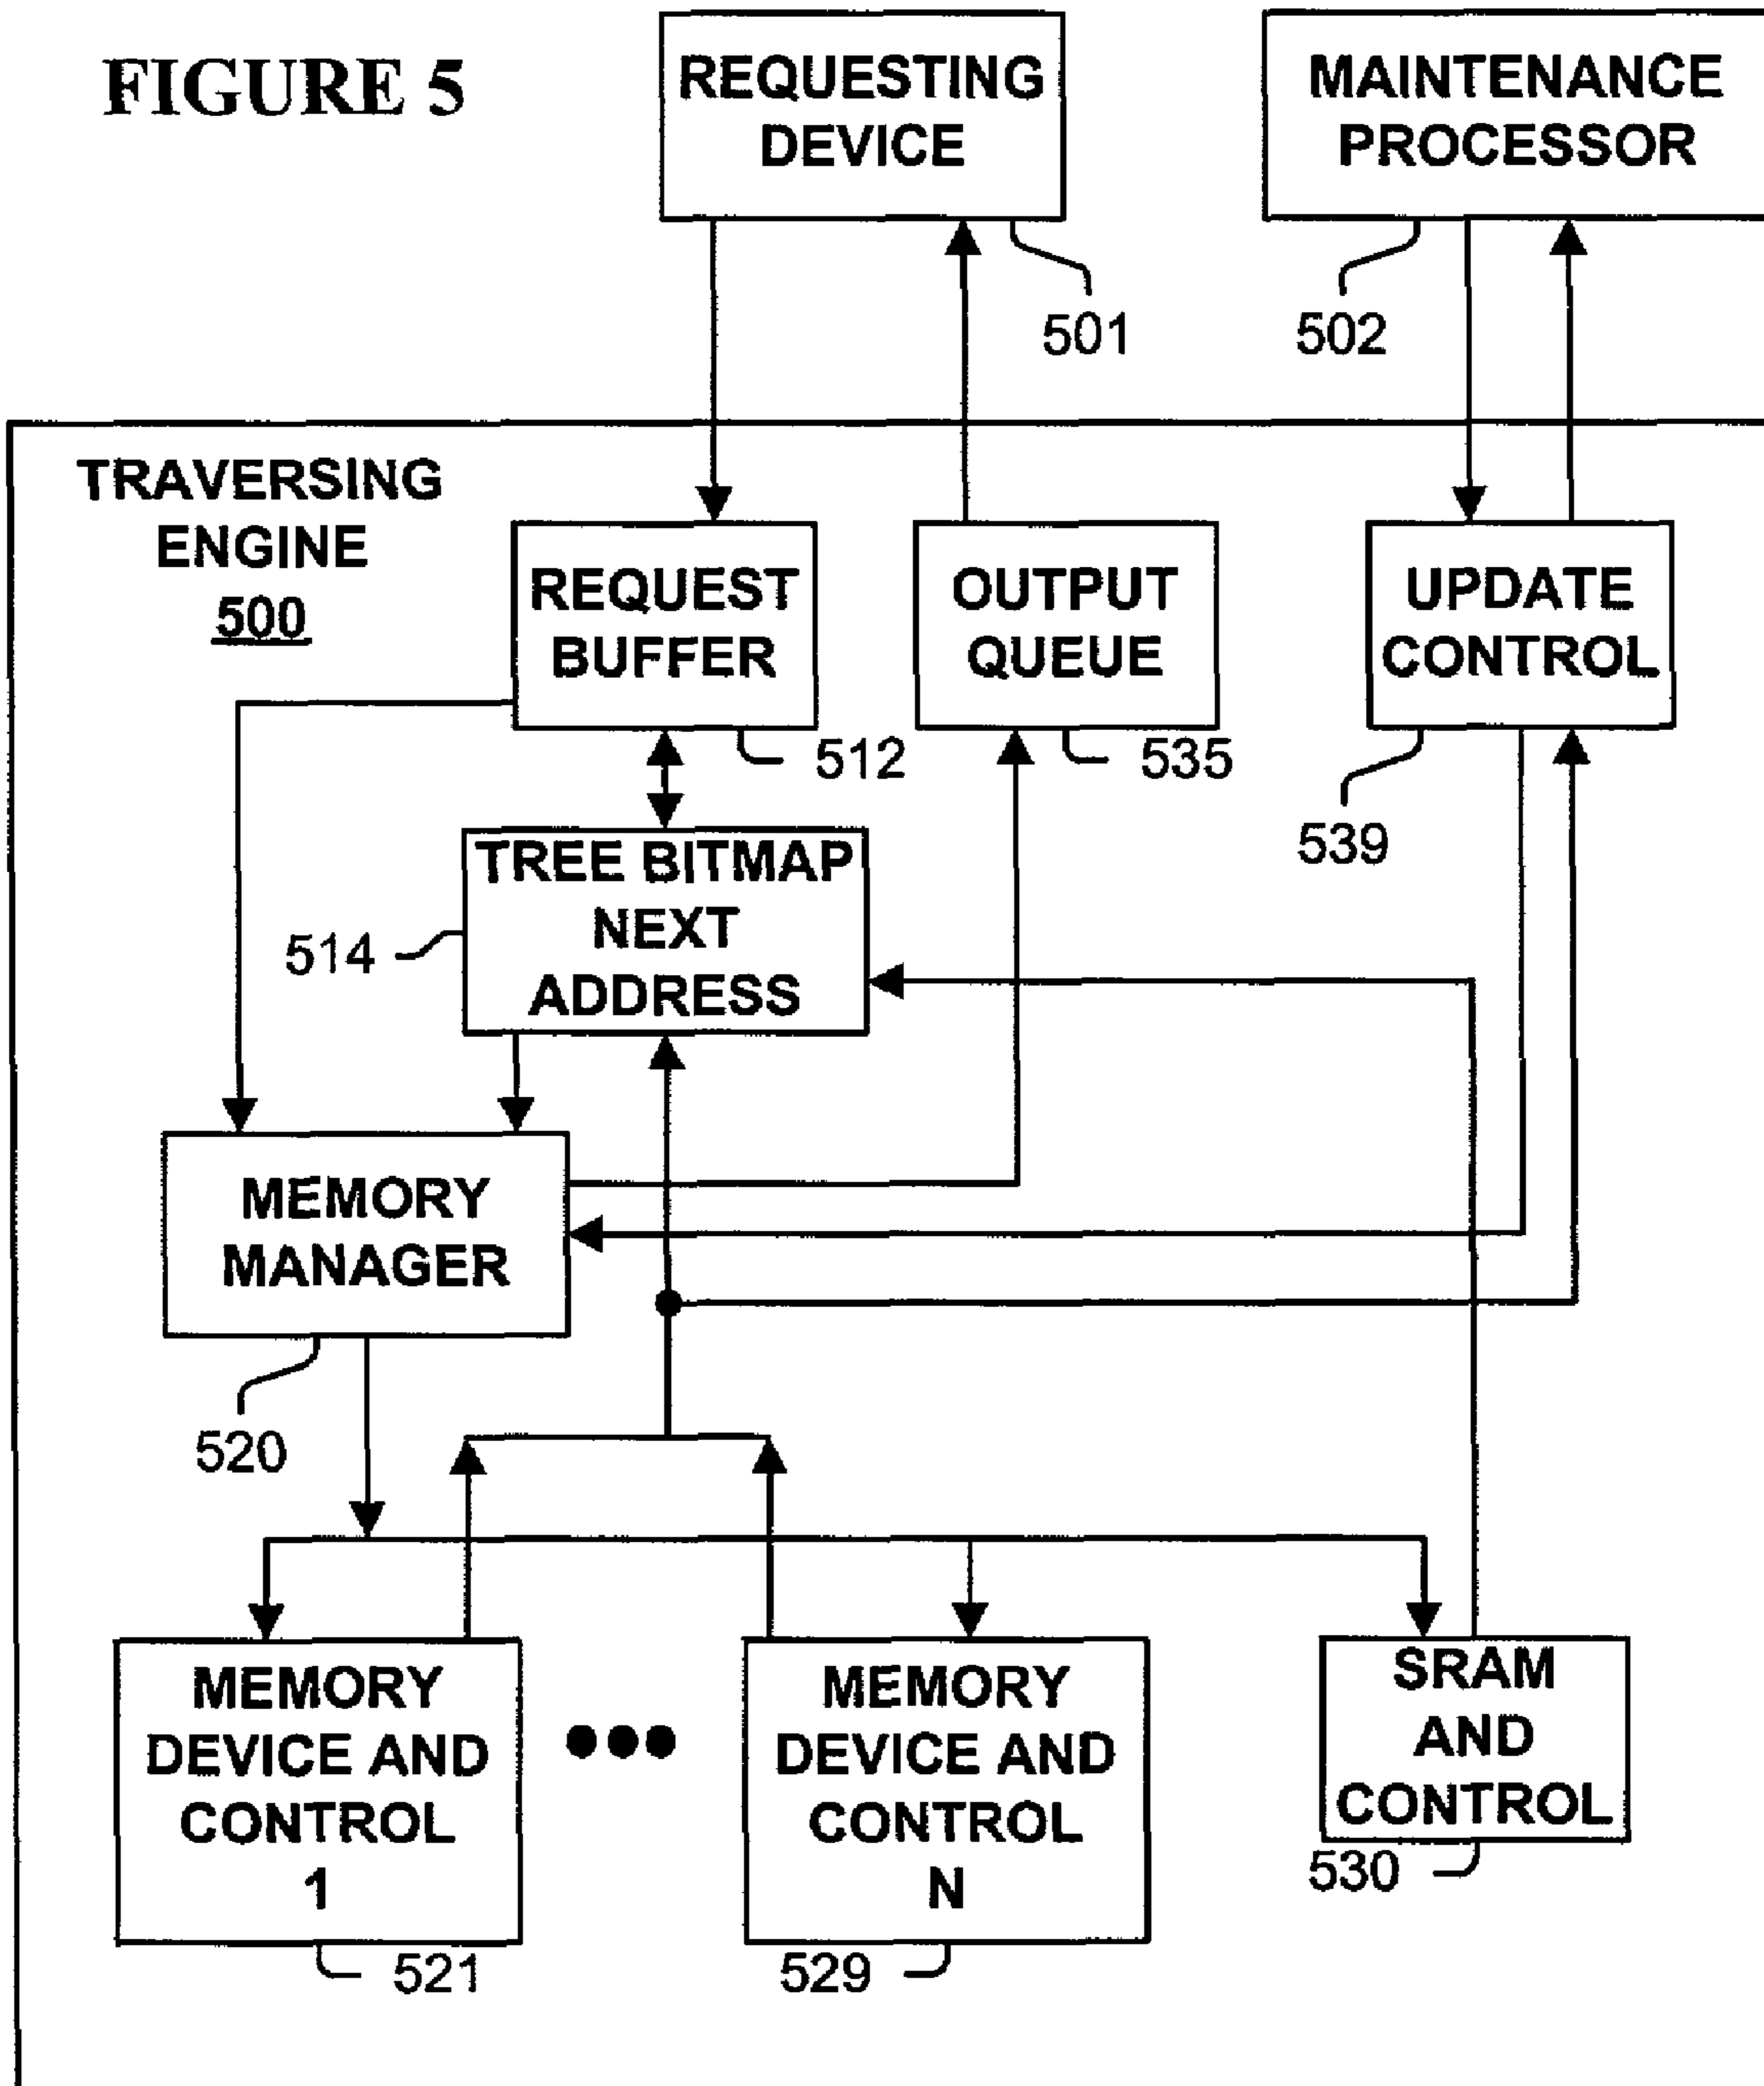 FIGURE 5
REQUESTING
DEVICE
MAINTENANCE
PROCESSOR
501
502
TRAVERSING
ENGINE
500
REQUEST
BUFFER
OUTPUT
QUEUE
UPDATE
CONTROL
512
535
539
TREE BITMAP
NEXT
ADDRESS
514
MEMORY
MANAGER
520
MEMORY
DEVICE AND
CONTROL
1
•••
MEMORY
DEVICE AND
CONTROL
N
SRAM
AND
CONTROL
530
521
529